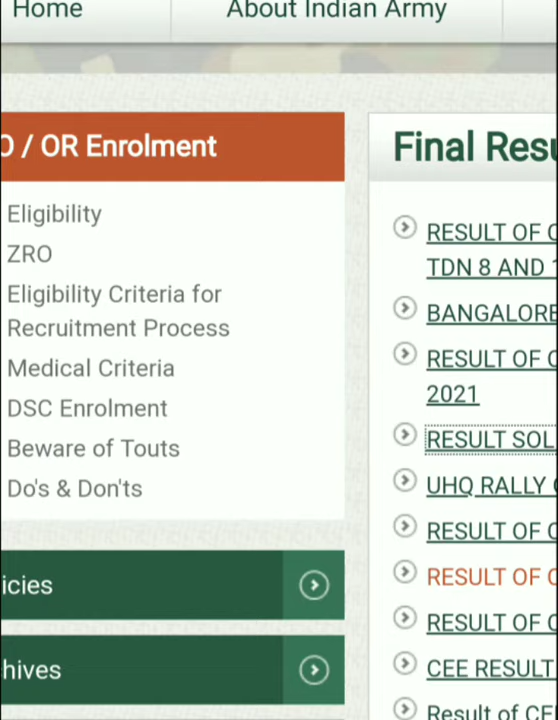 Home
About Indian Army
/ OR Enrolment
Eligibility
ZRO
Eligibility Criteria for
Recruitment Process
Medical Criteria
DSC Enrolment
Beware of Touts
Do's & Don'ts
icies
hives
Final Resu
RESULT OF C
TDN 8 AND
BANGALORE
RESULT OF C
2021
RESULT SOL
UHQ RALLY
RESULT OF C
RESULT OF C
RESULT OF C
CEE RESULT
Result of CE